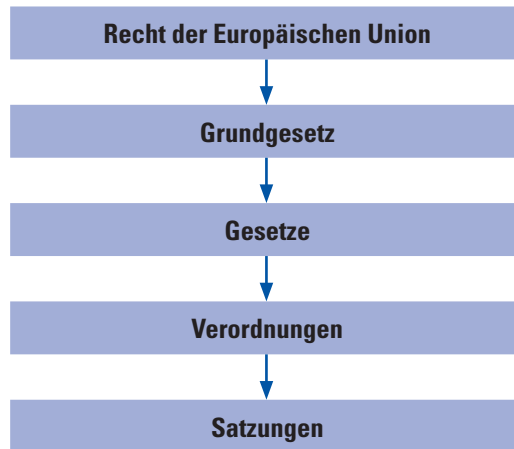 Recht der Europäischen Union
Grundgesetz
Gesetze
Verordnungen
Satzungen